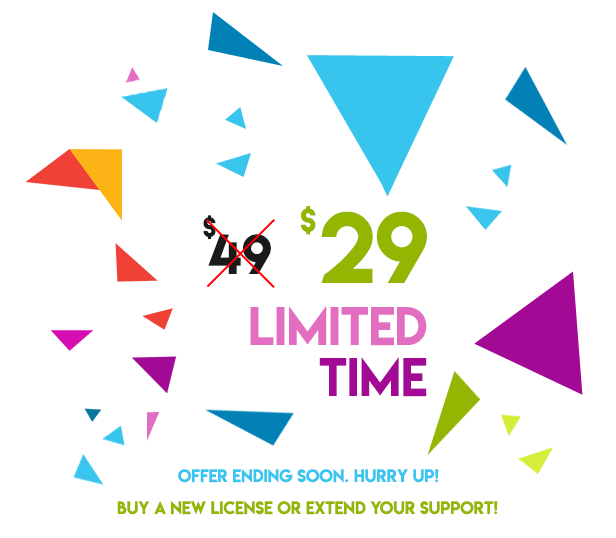 $49 $29
LIMITED
TIME
OFFER ENDING SOON. HURRY UP!
BUY A NEW LICENSE OR EXTEND YOUR SUPPORT!